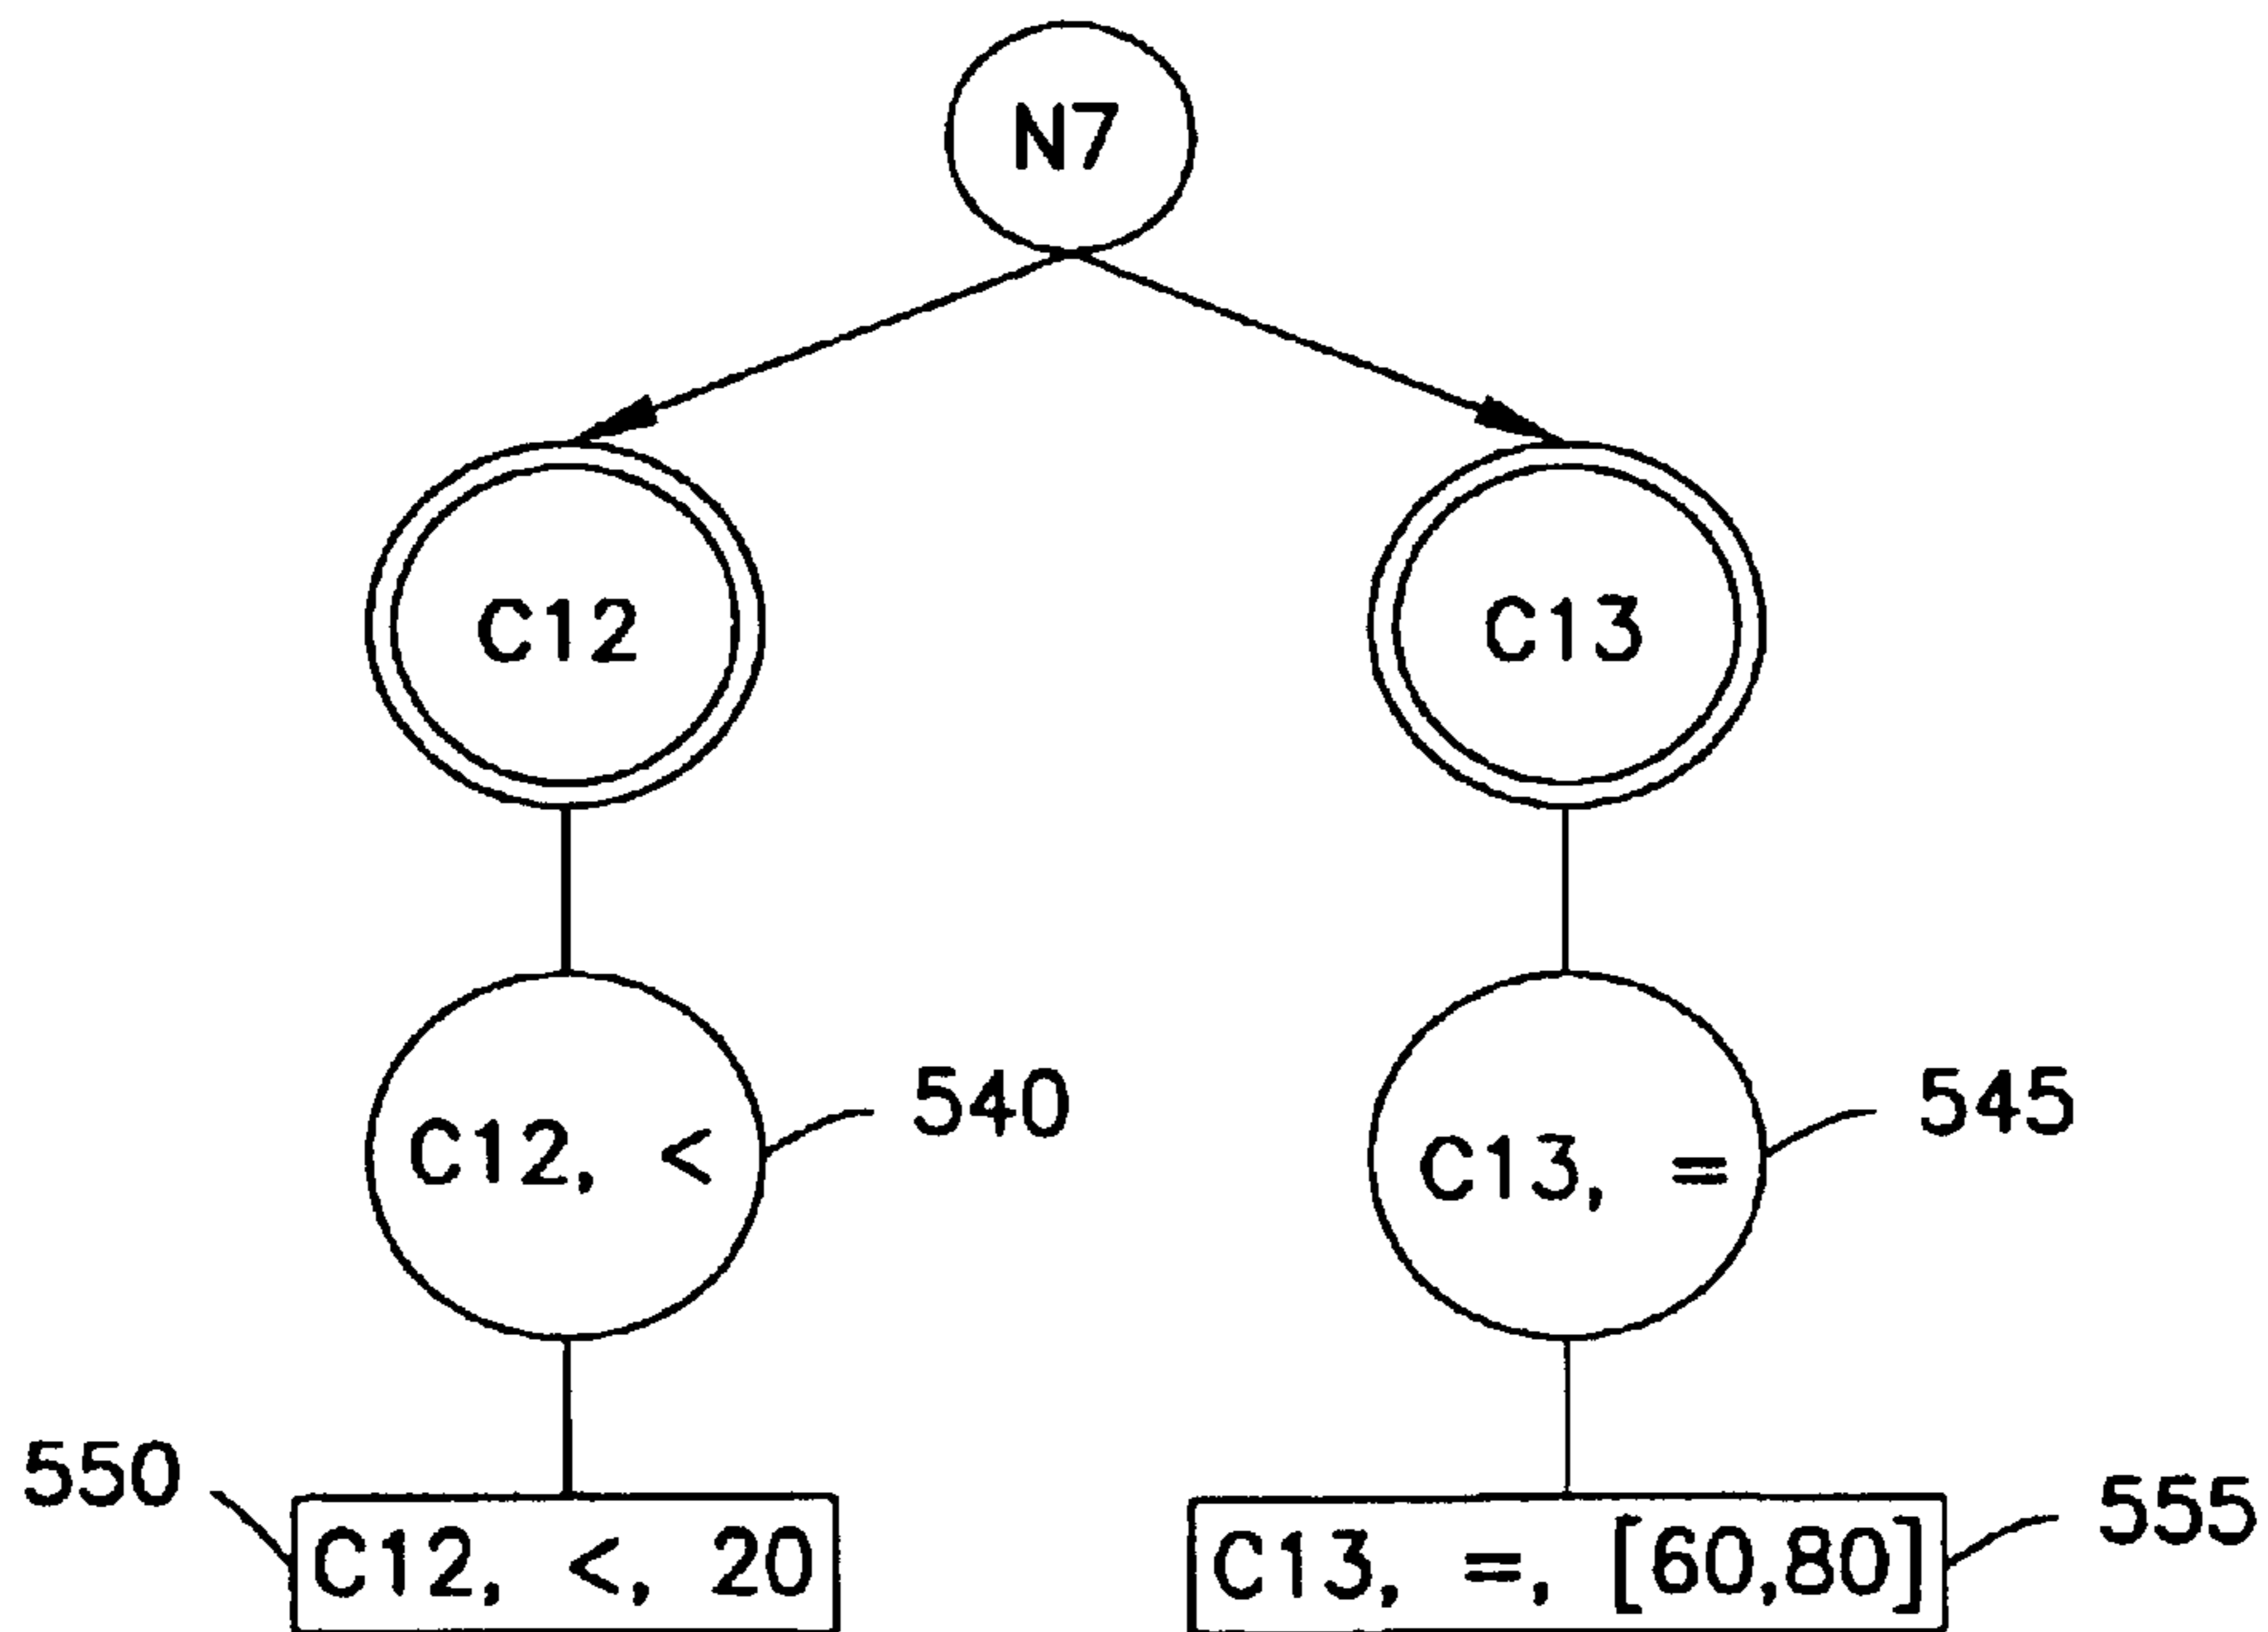 N7
C12
C13
C12, <
540
C13, =
545
550
C12, <, 20
C13, =, [60,80]
555